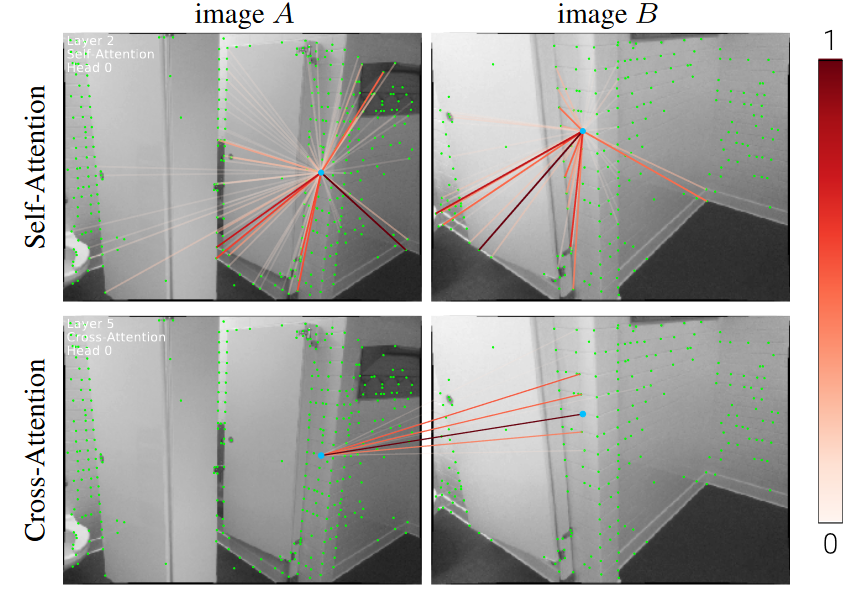 image A
image B
Self-Attention
Layer 2
Self-Attention
Head 0
1
Cross-Attention
Layer 5
Cross-Attention
Head 0
0